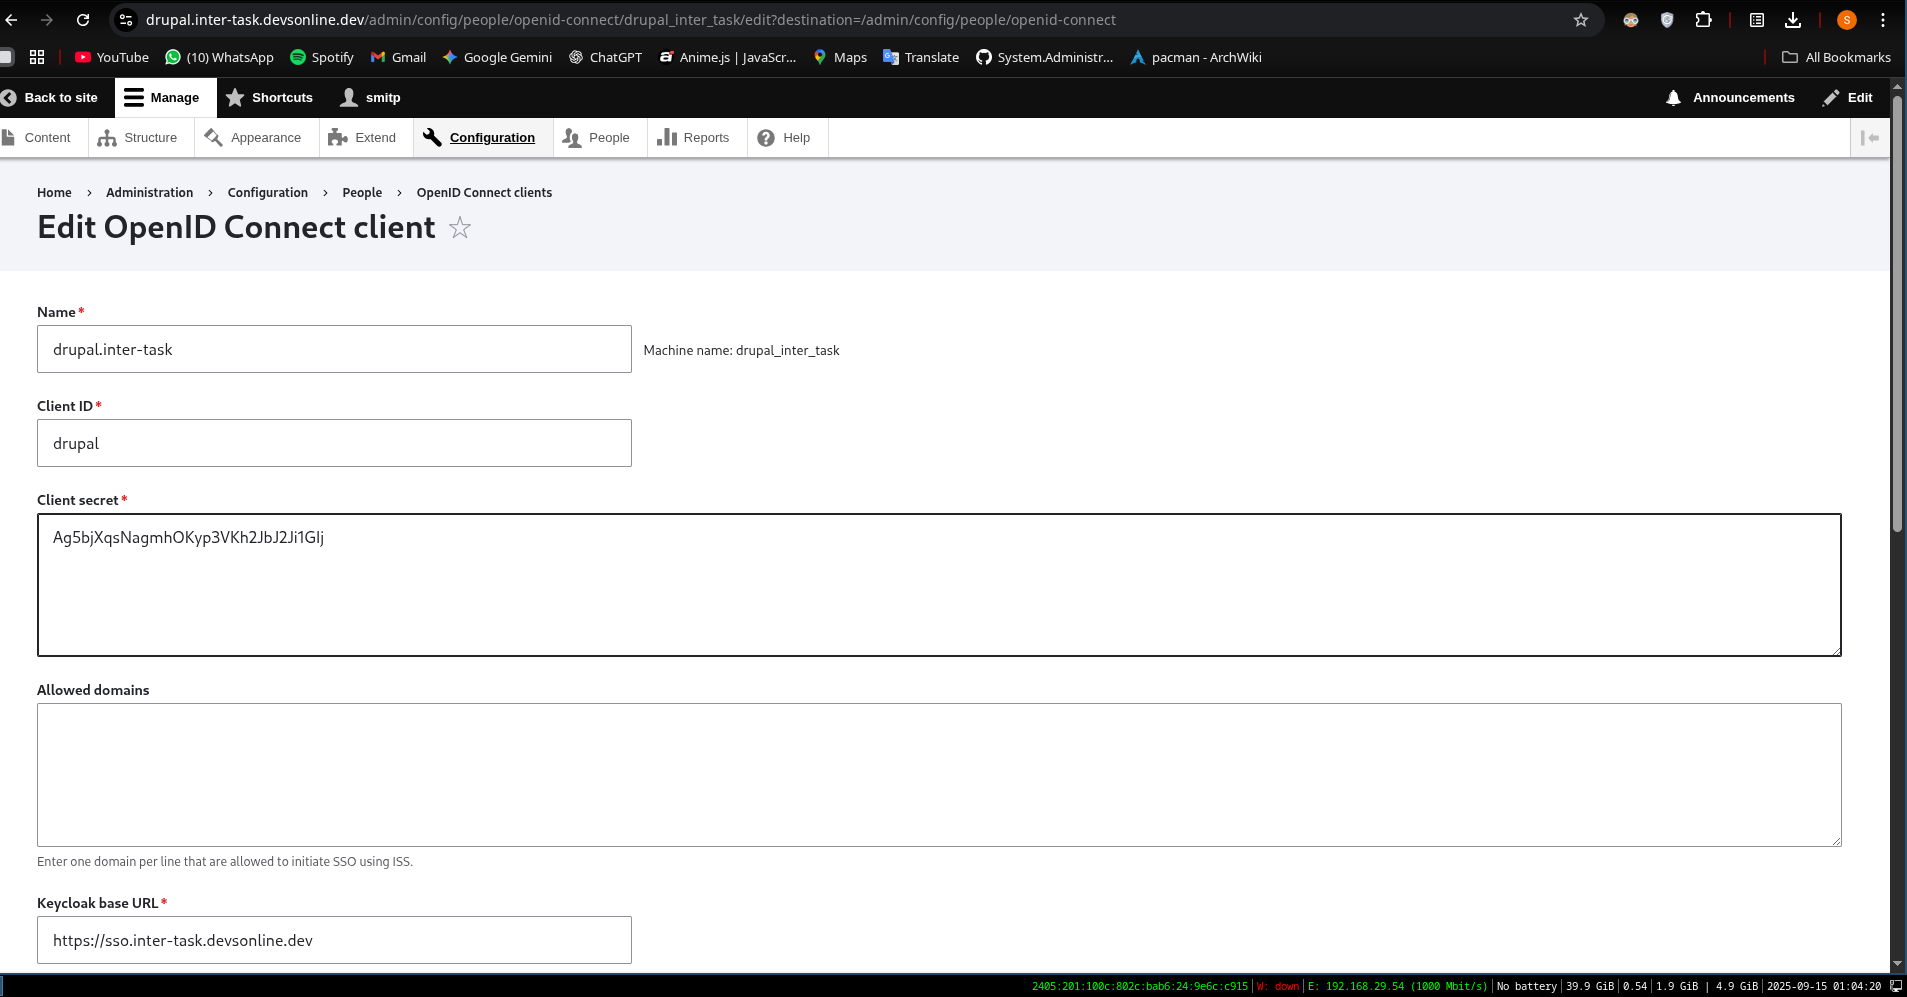 drupal.inter-task.devsonline.dev/admin/config/people/openid-connect/drupal_inter_task/edit?destination=/admin/config/people/openid-connect
S
YouTube (10) WhatsApp Spotify Gmail Google Gemini ChatGPT Anime.js | JavaScr... Maps Translate System.Administr... pacman - ArchWiki All Bookmarks
Back to site Manage Shortcuts smitp Announcements Edit
Content Structure Appearance Extend Configuration People Reports Help
Home › Administration › Configuration › People › OpenID Connect clients
Edit OpenID Connect client
Name*
drupal.inter-task
Machine name: drupal_inter_task
Client ID*
drupal
Client secret*
Ag5bjXqsNagmhOKyp3VKh2JbJ2Ji1GIj
Allowed domains
Enter one domain per line that are allowed to initiate SSO using ISS.
Keycloak base URL*
https://sso.inter-task.devsonline.dev
2405:201:100c:802c:bab6:24:9e6c:c915 | W: down | E: 192.168.29.54 (1000 Mbit/s) | No battery | 39.9 GiB | 0.54 | 1.9 GiB | 4.9 GiB | 2025-09-15 01:04:20